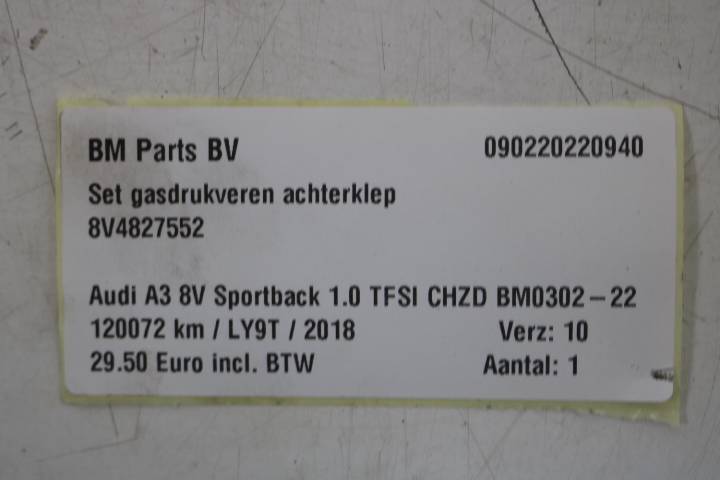 BM Parts BV 090220220940
Set gasdrukveren achterklep
8V4827552
Audi A3 8V Sportback 1.0 TFSI CHZD BM0302-22
120072 km / LY9T / 2018 Verz: 10
29.50 Euro incl. BTW Aantal: 1